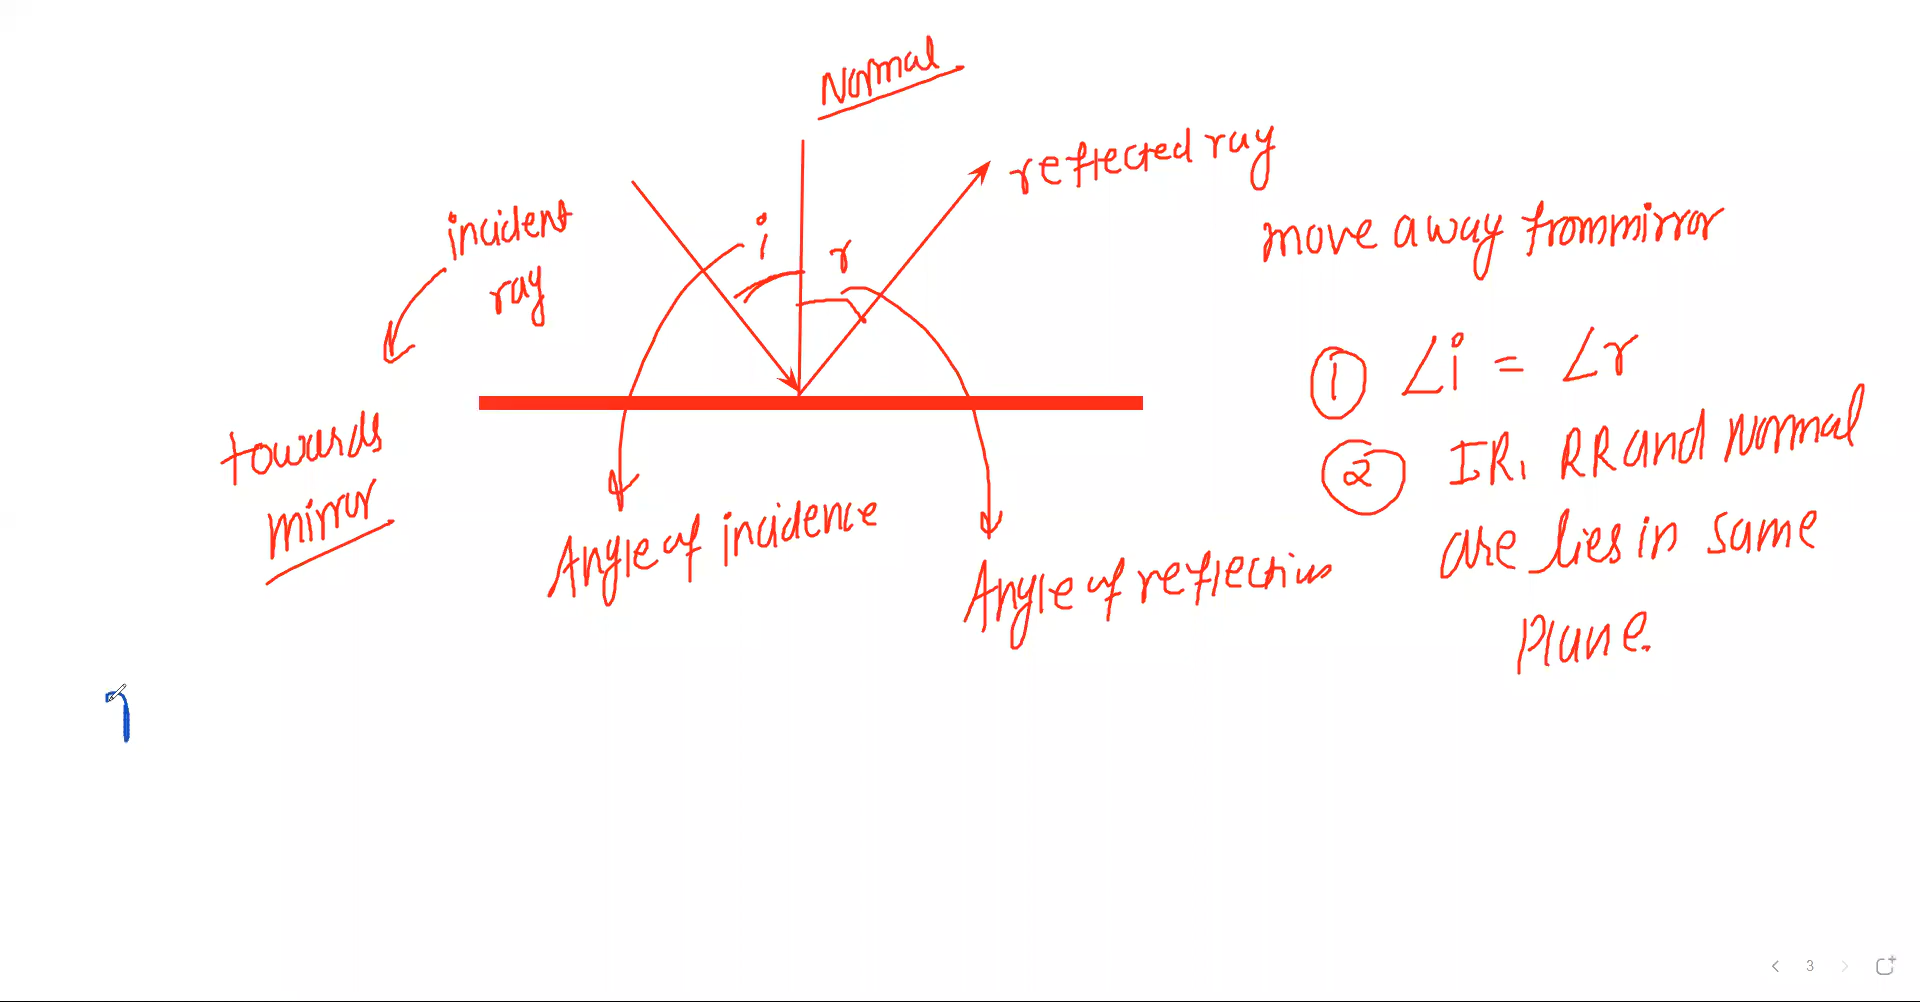 Normal
reflected ray
incident
ray
i
r
move away from mirror
① ∠i = ∠r
towards
mirror
② IR, RR and Normal
are lies in same
plane.
Angle of incidence
Angle of reflection
3